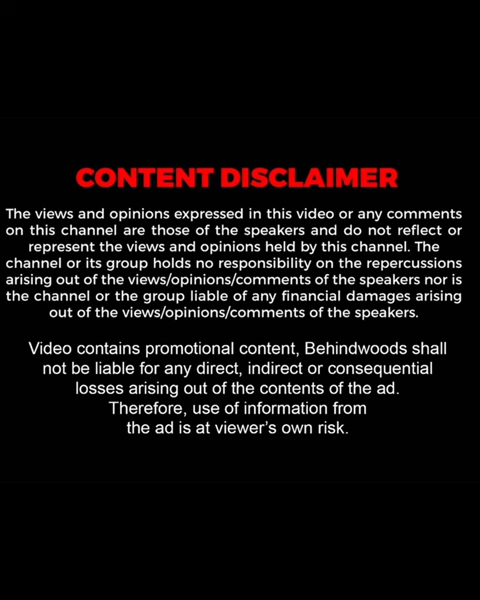 CONTENT DISCLAIMER
The views and opinions expressed in this video or any comments
on this channel are those of the speakers and do not reflect or
represent the views and opinions held by this channel. The
channel or its group holds no responsibility on the repercussions
arising out of the views/opinions/comments of the speakers nor is
the channel or the group liable of any financial damages arising
out of the views/opinions/comments of the speakers.
Video contains promotional content, Behindwoods shall
not be liable for any direct, indirect or consequential
losses arising out of the contents of the ad.
Therefore, use of information from
the ad is at viewer's own risk.